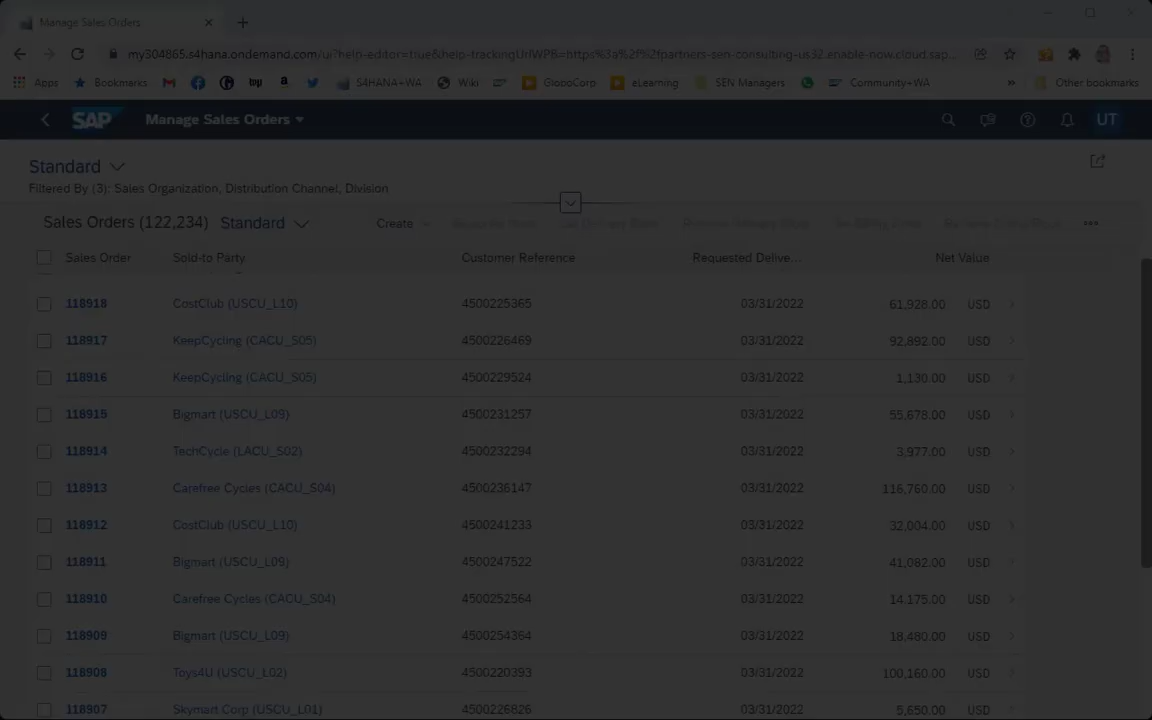 Manage Sales Orders
my304865.s4hana.ondemand.com/ui?help-editor=true&help-trackingUrlWPB=https%3a%2f%2fpartners-sen-consulting-us32.enable-now.cloud.sap...
Apps Bookmarks top S4HANA+WA Wiki GloboCorp eLearning SEN Managers Community+WA » Other bookmarks
SAP Manage Sales Orders UT
Standard
Filtered By (3): Sales Organization, Distribution Channel, Division
Sales Orders (122,234) Standard Create
Sales Order Sold-to Party Customer Reference Requested Delive... Net Value
118918 CostClub (USCU_L10) 4500225365 03/31/2022 61,928.00 USD
118917 KeepCycling (CACU_S05) 4500226469 03/31/2022 92,892.00 USD
118916 KeepCycling (CACU_S05) 4500229524 03/31/2022 1,130.00 USD
118915 Bigmart (USCU_L09) 4500231257 03/31/2022 55,678.00 USD
118914 TechCycle (LACU_S02) 4500232294 03/31/2022 3,977.00 USD
118913 Carefree Cycles (CACU_S04) 4500236147 03/31/2022 116,760.00 USD
118912 CostClub (USCU_L10) 4500241233 03/31/2022 32,004.00 USD
118911 Bigmart (USCU_L09) 4500247522 03/31/2022 41,082.00 USD
118910 Carefree Cycles (CACU_S04) 4500252564 03/31/2022 14,175.00 USD
118909 Bigmart (USCU_L09) 4500254364 03/31/2022 18,480.00 USD
118908 Toys4U (USCU_L02) 4500220393 03/31/2022 100,160.00 USD
118907 Skymart Corp (USCU_L01) 4500226826 03/31/2022 5,650.00 USD